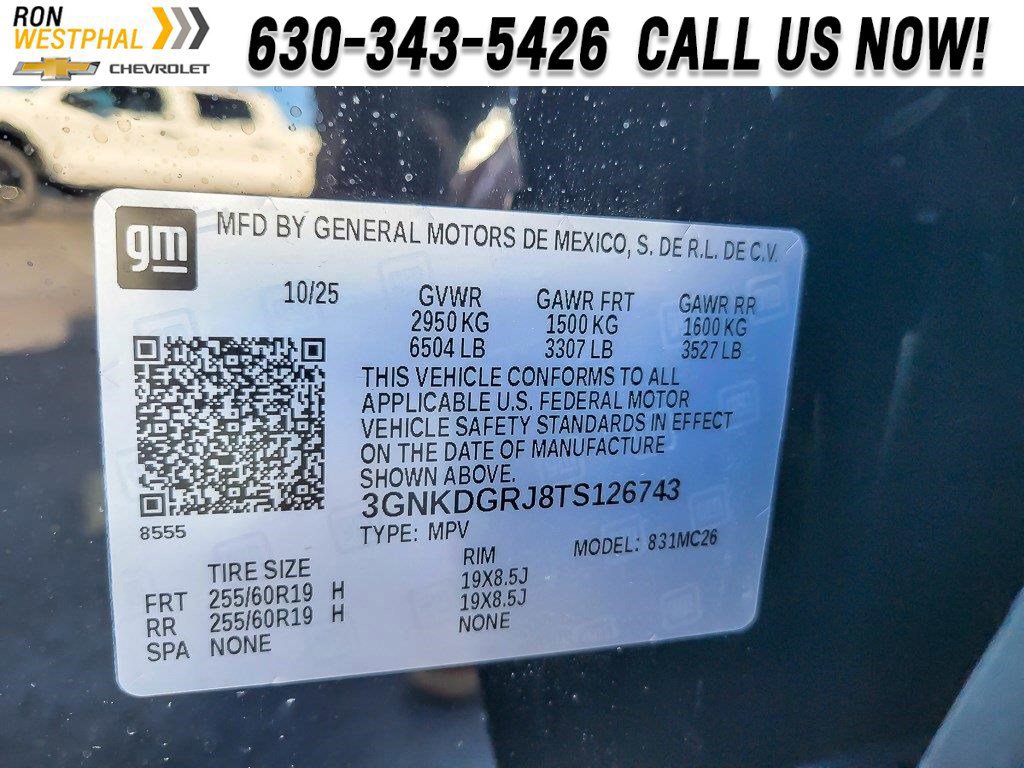 RON
WESTPHAL
CHEVROLET
630-343-5426 CALL US NOW!
gm
MFD BY GENERAL MOTORS DE MEXICO, S. DE R.L. DE C.V.
10/25 GVWR GAWR FRT GAWR RR
2950 KG 1500 KG 1600 KG
6504 LB 3307 LB 3527 LB
THIS VEHICLE CONFORMS TO ALL
APPLICABLE U.S. FEDERAL MOTOR
VEHICLE SAFETY STANDARDS IN EFFECT
ON THE DATE OF MANUFACTURE
SHOWN ABOVE.
3GNKDGRJ8TS126743
8555
TYPE: MPV MODEL: 831MC26
TIRE SIZE RIM
FRT 255/60R19 H 19X8.5J
RR 255/60R19 H 19X8.5J
SPA NONE NONE